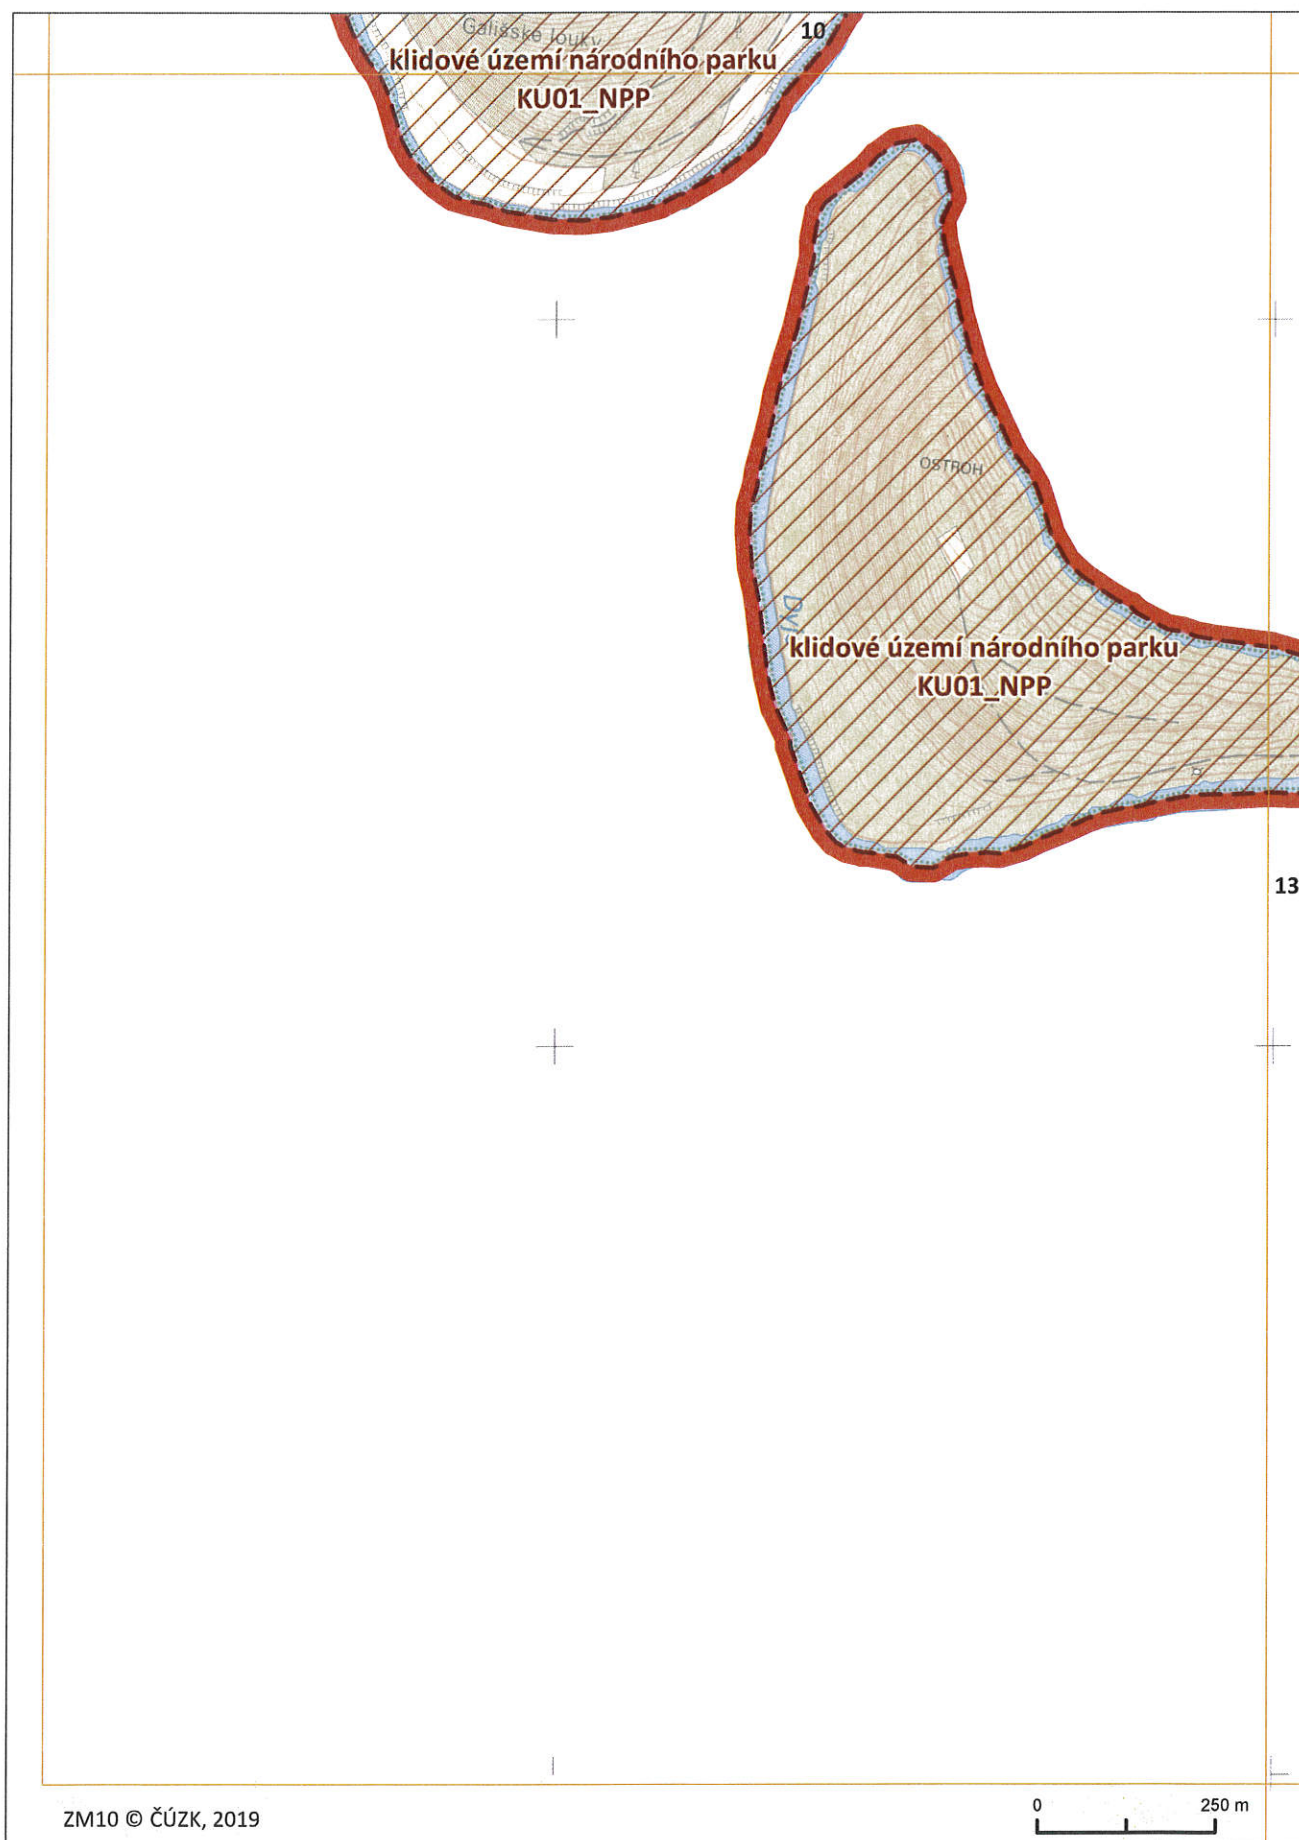 Gališské louky
10
klidové území národního parku
KU01_NPP
OSTROH
klidové území národního parku
KU01_NPP
13
ZM10 © ČÚZK, 2019
0 250 m